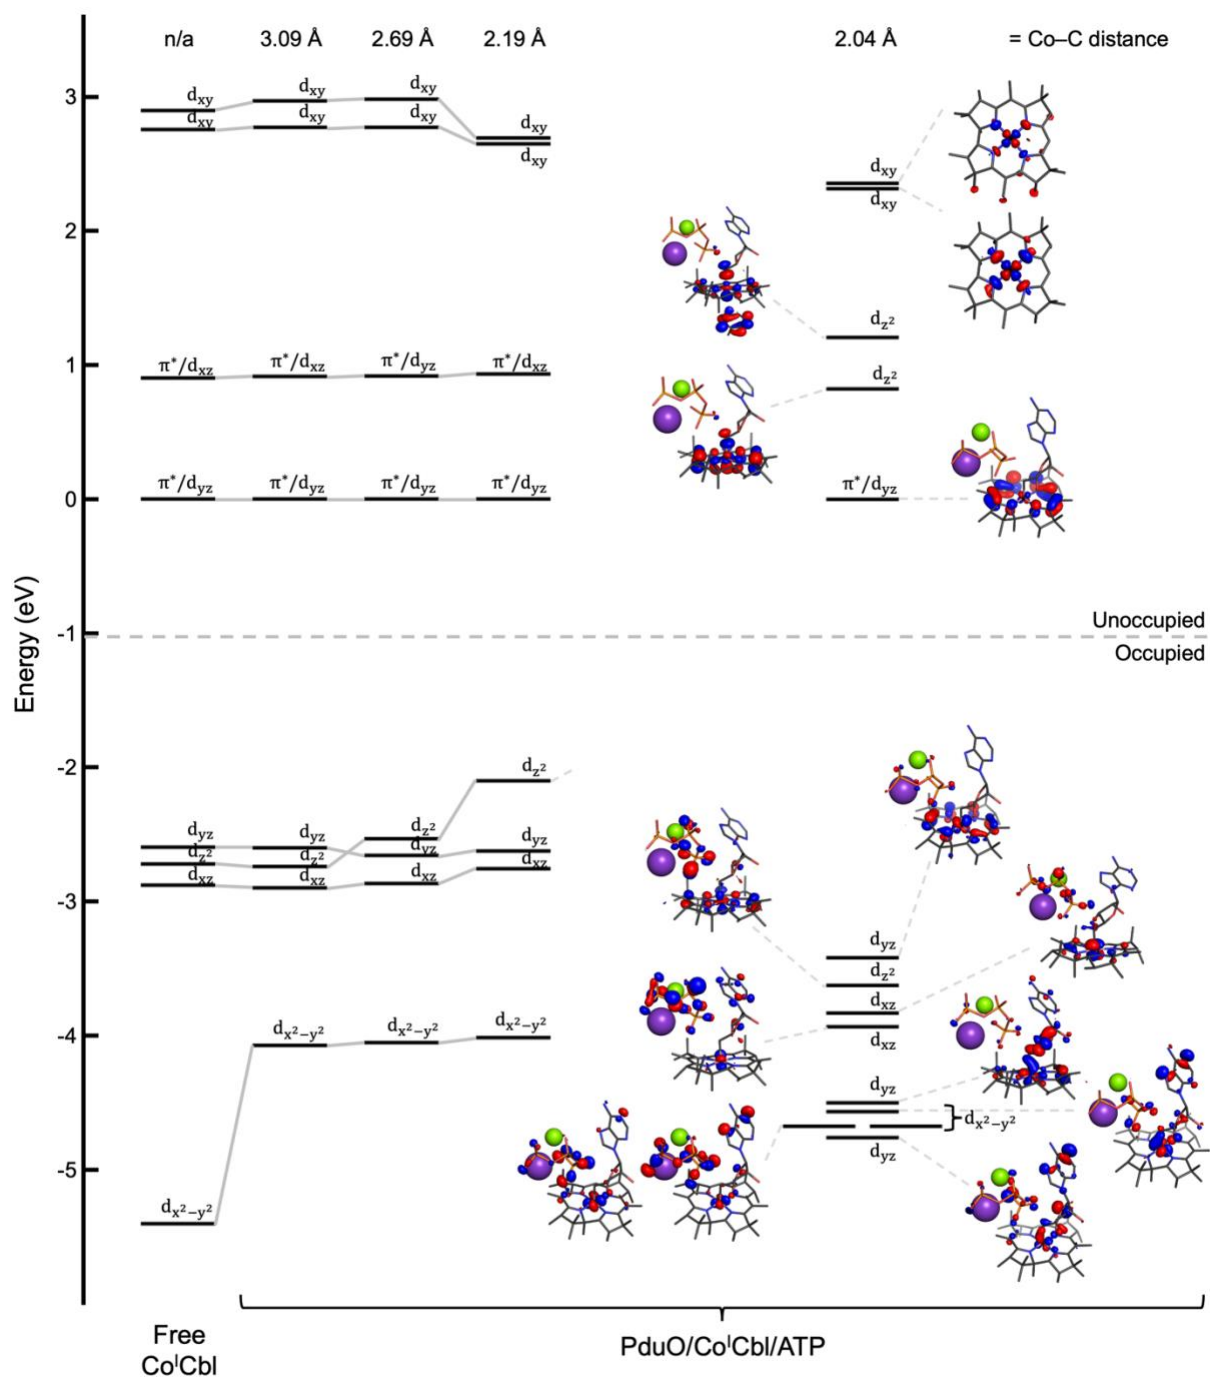 n/a 3.09 Å 2.69 Å 2.19 Å 2.04 Å = Co–C distance
Energy (eV)
3
2
1
0
-1
-2
-3
-4
-5
dxy dxy dxy
dxy dxy dxy
dxy
dxy
π*/dxz π*/dxz π*/dyz π*/dxz
π*/dyz π*/dyz π*/dyz π*/dyz
dxy
dxy
dz²
dz²
π*/dyz
Unoccupied
Occupied
dz²
dyz dyz dz² dyz
dz² dz² dyz dxz
dxz dxz dxz
dx²−y² dx²−y² dx²−y²
dx²−y²
dyz
dz²
dxz
dxz
dyz
dx²−y²
dyz
Free
CoᴵCbl
PduO/CoᴵCbl/ATP